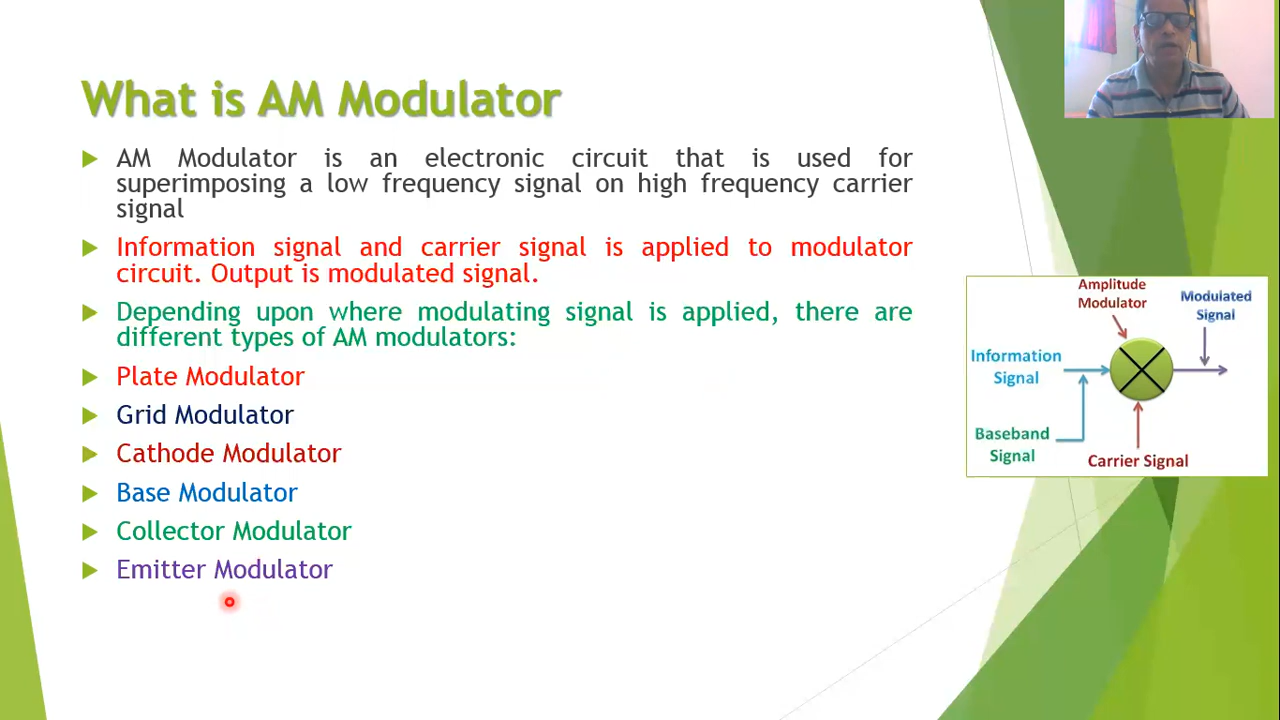 What is AM Modulator
AM Modulator is an electronic circuit that is used for
superimposing a low frequency signal on high frequency carrier
signal
Information signal and carrier signal is applied to modulator
circuit. Output is modulated signal.
Depending upon where modulating signal is applied, there are
different types of AM modulators:
Plate Modulator
Grid Modulator
Cathode Modulator
Base Modulator
Collector Modulator
Emitter Modulator
Amplitude
Modulator
Modulated
Signal
Information
Signal
Baseband
Signal
Carrier Signal